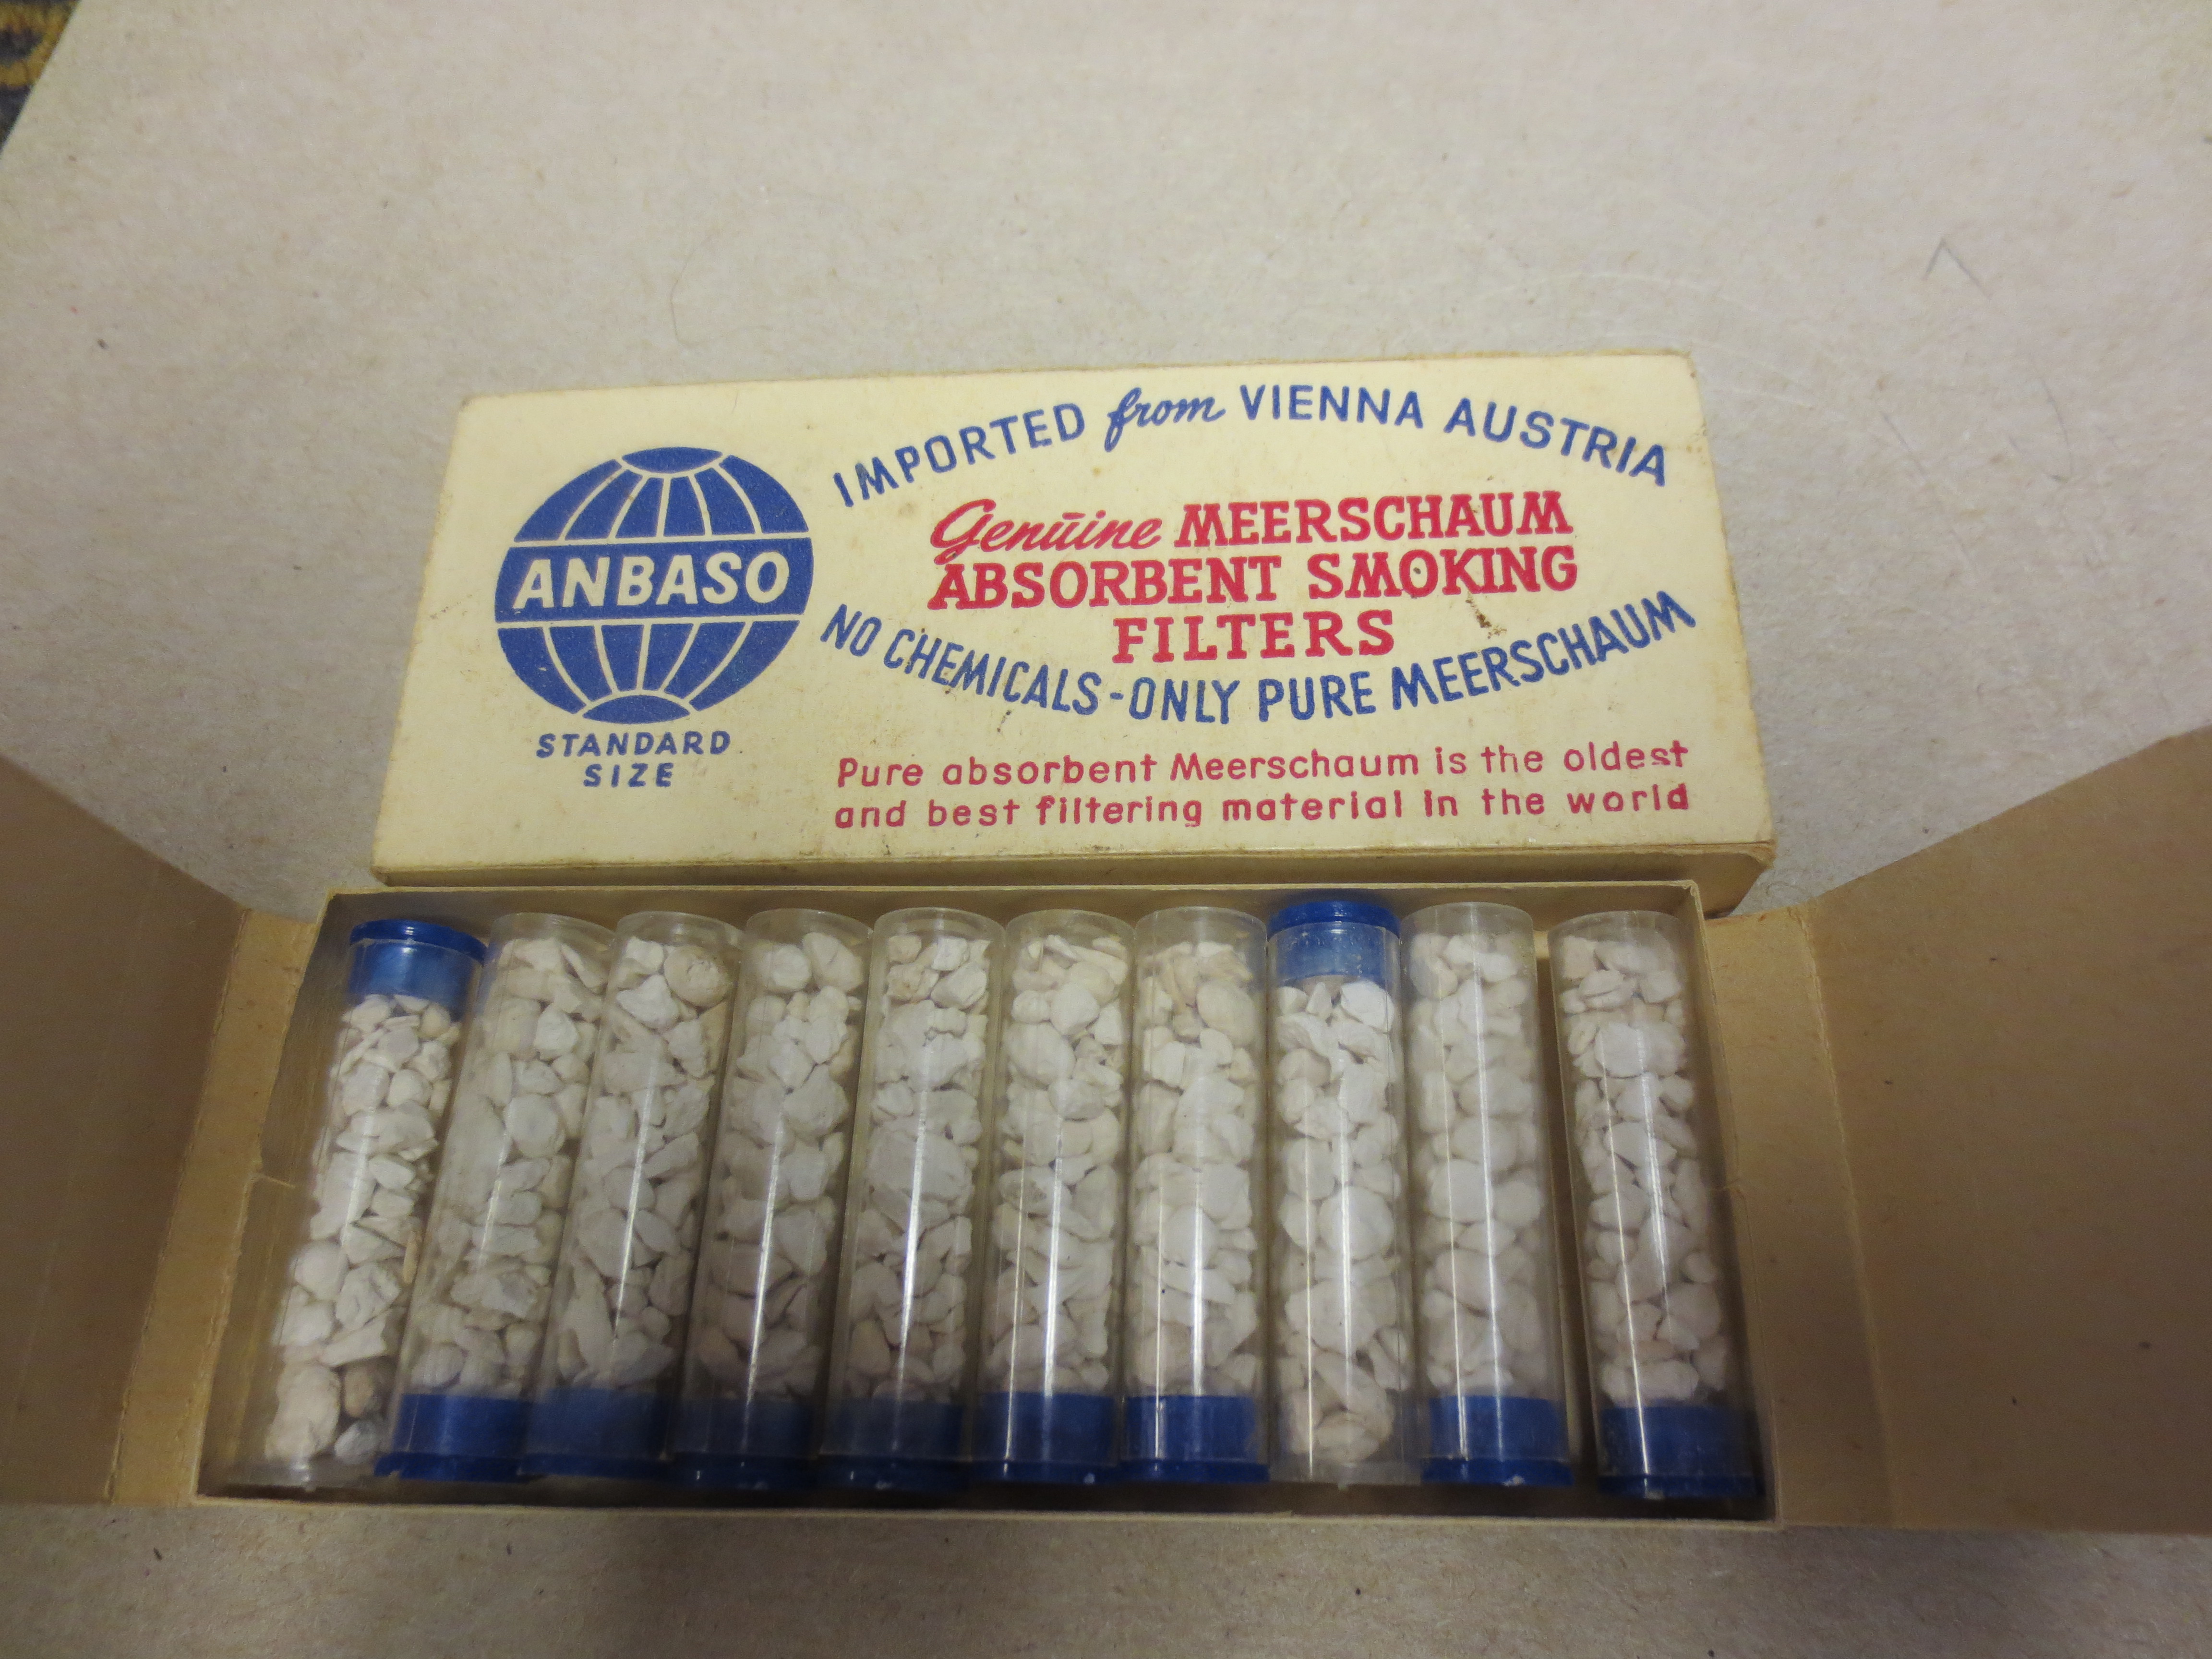 ANBASO
STANDARD
SIZE
IMPORTED from VIENNA AUSTRIA
Genuine MEERSCHAUM
ABSORBENT SMOKING
FILTERS
NO CHEMICALS-ONLY PURE MEERSCHAUM
Pure absorbent Meerschaum is the oldest
and best filtering material in the world